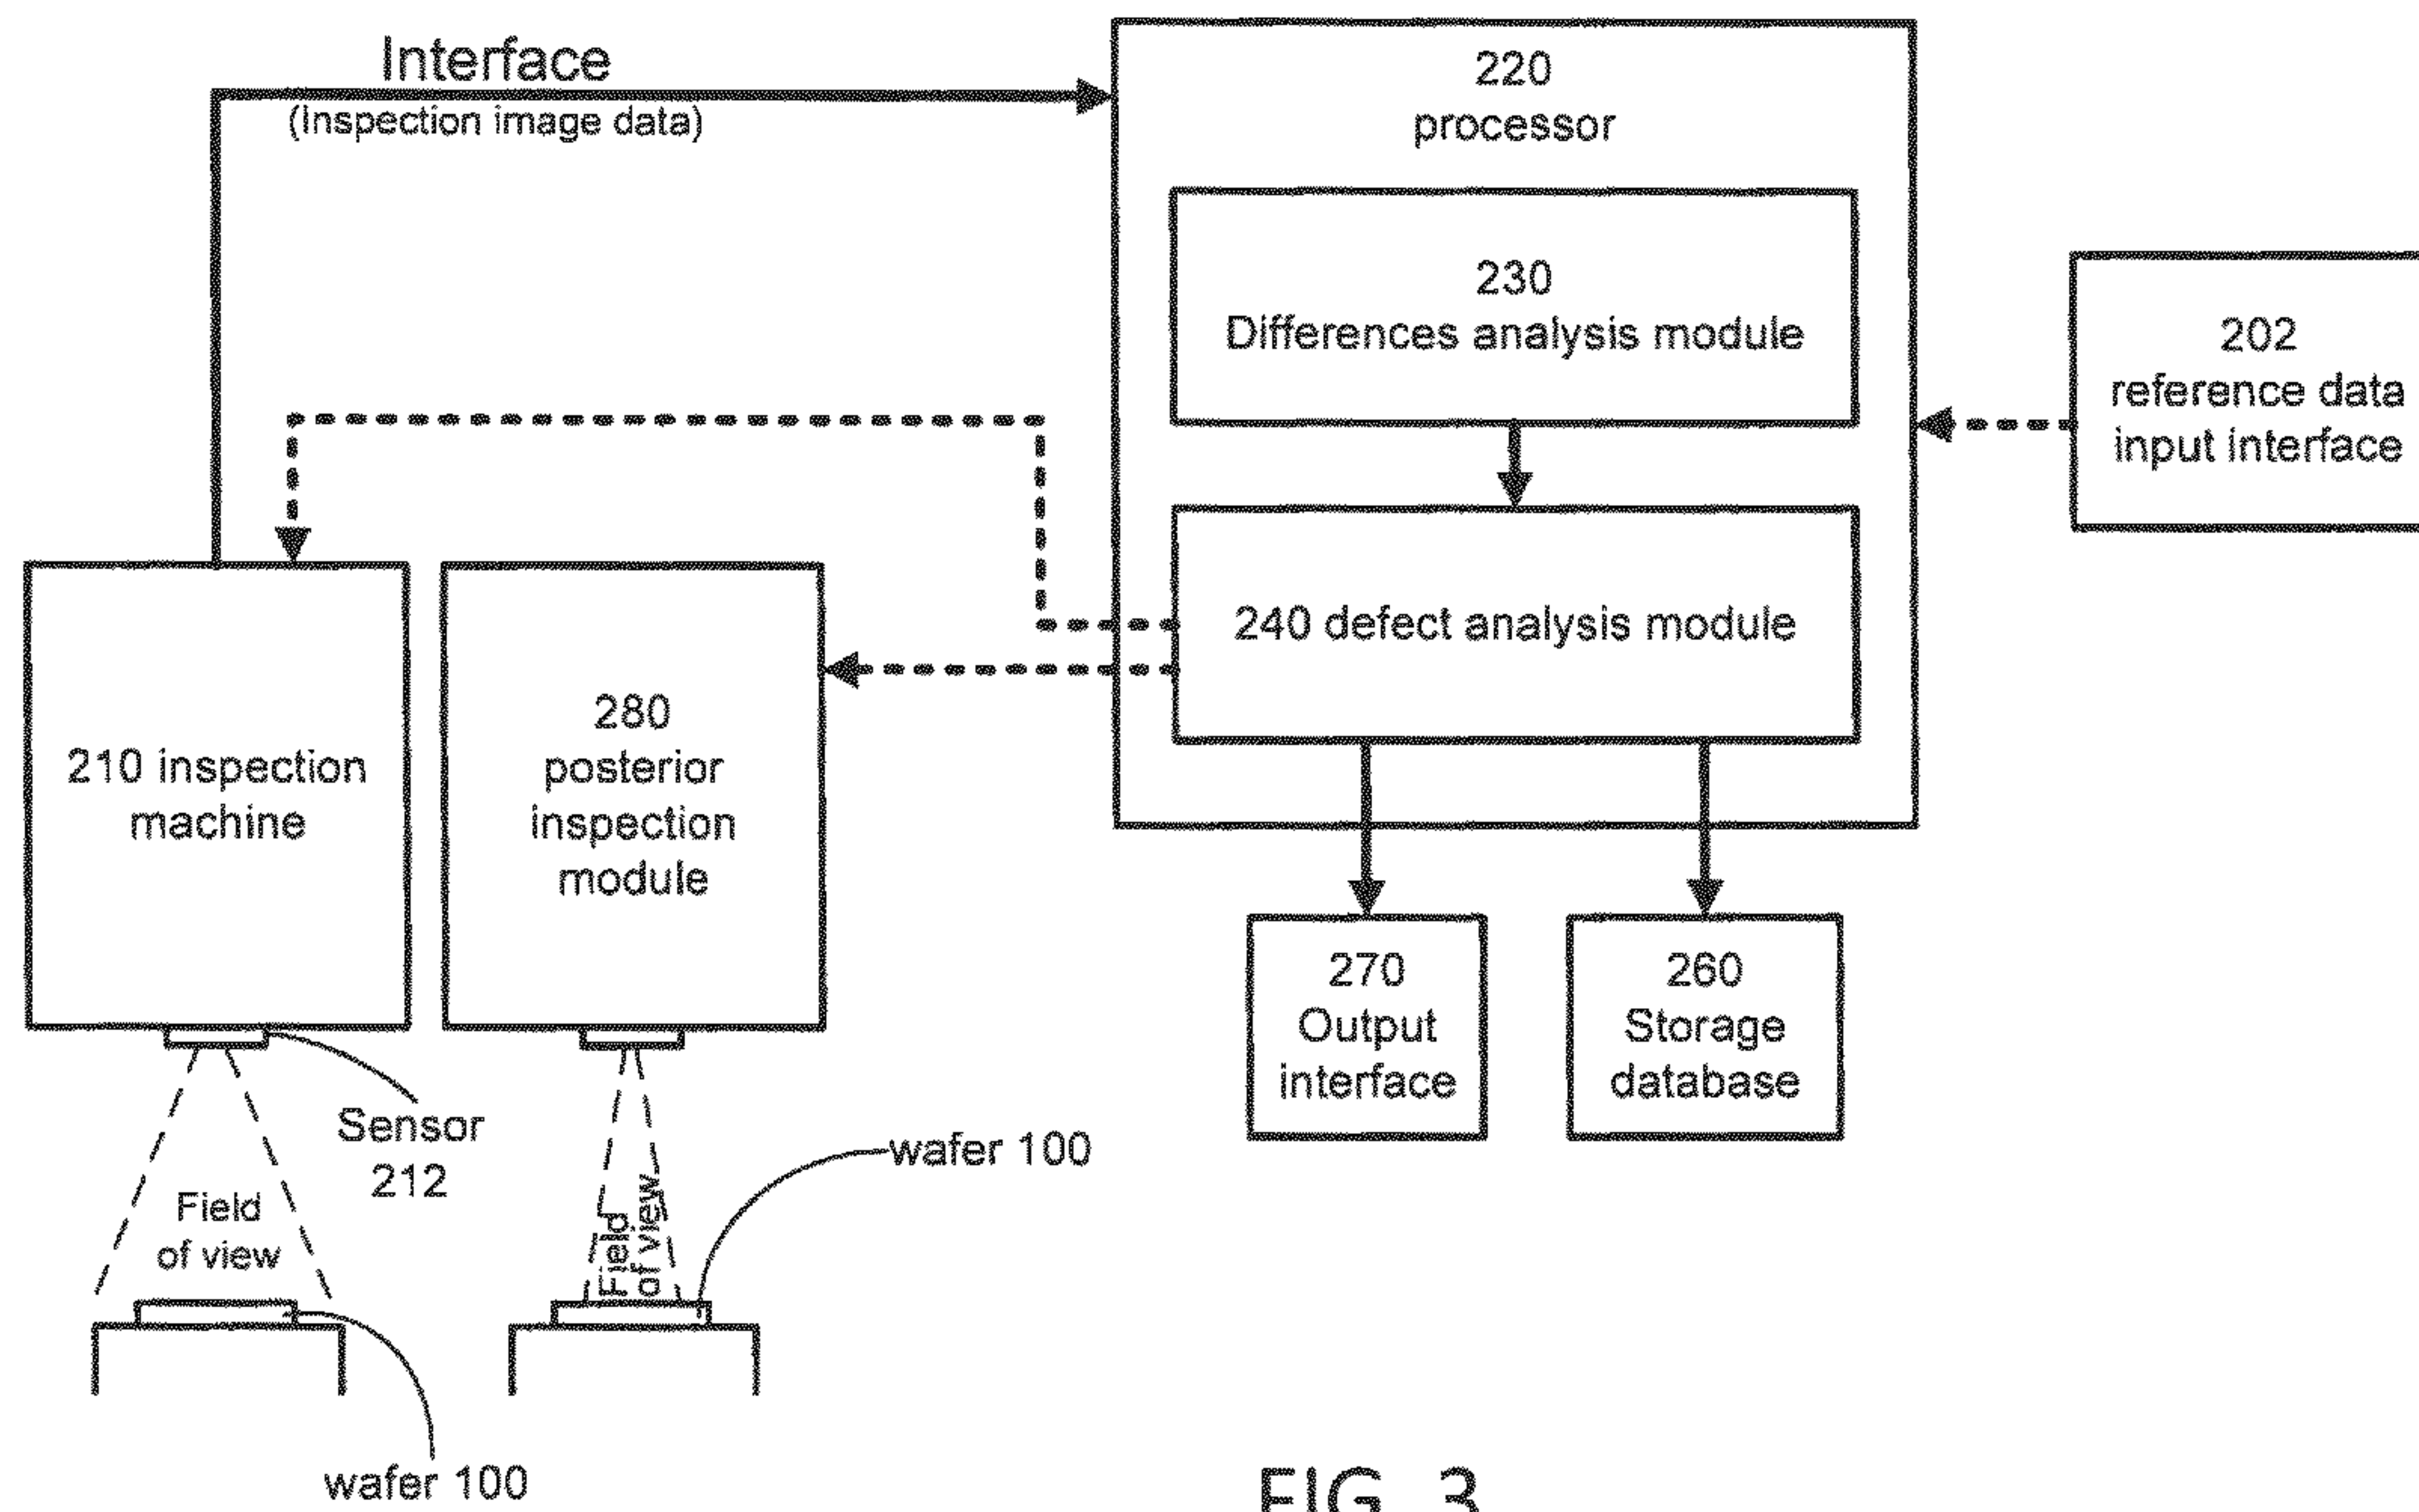 Interface
(Inspection image data)
220
processor
230
Differences analysis module
202
reference data
input interface
240 defect analysis module
210 inspection
machine
280
posterior
inspection
module
270
Output
interface
260
Storage
database
Sensor
212
Field
of view
Field
of view
wafer 100
wafer 100
FIG. 3